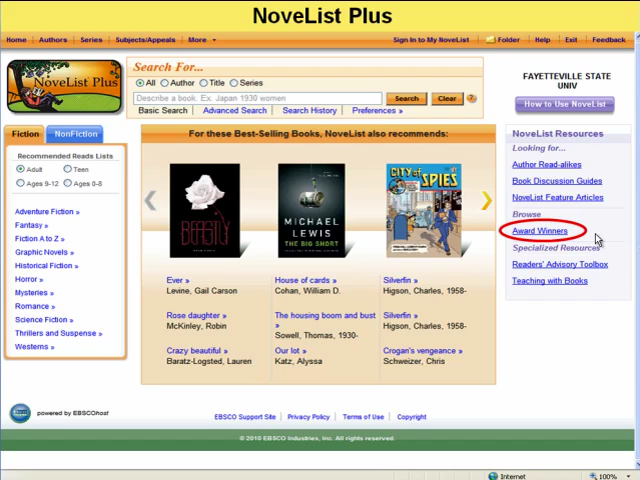 NoveList Plus
Home Authors Series Subjects/Appeals More Sign In to My NoveList Folder Help Exit Feedback
NoveList Plus
Search For...
All Author Title Series
Describe a book. Ex. Japan 1930 women Search Clear ?
Basic Search Advanced Search Search History Preferences »
FAYETTEVILLE STATE
UNIV
How to Use NoveList
Fiction NonFiction
Recommended Reads Lists
Adult Teen
Ages 9-12 Ages 0-8
Adventure Fiction »
Fantasy »
Fiction A to Z »
Graphic Novels »
Historical Fiction »
Horror »
Mysteries »
Romance »
Science Fiction »
Thrillers and Suspense »
Westerns »
For these Best-Selling Books, NoveList also recommends:
BEASTLY
MICHAEL
LEWIS
THE BIG SHORT
CITY OF
SPIES
Ever »
Levine, Gail Carson
Rose daughter »
McKinley, Robin
Crazy beautiful »
Baratz-Logsted, Lauren
House of cards »
Cohan, William D.
The housing boom and bust
»
Sowell, Thomas, 1930-
Our lot »
Katz, Alyssa
Silverfin »
Higson, Charles, 1958-
Silverfin »
Higson, Charles, 1958-
Crogan's vengeance »
Schweizer, Chris
NoveList Resources
Looking for...
Author Read-alikes
Book Discussion Guides
NoveList Feature Articles
Browse
Award Winners
Specialized Resources
Readers' Advisory Toolbox
Teaching with Books
powered by EBSCOhost
EBSCO Support Site Privacy Policy Terms of Use Copyright
© 2010 EBSCO Industries, Inc. All rights reserved.
Internet 100%